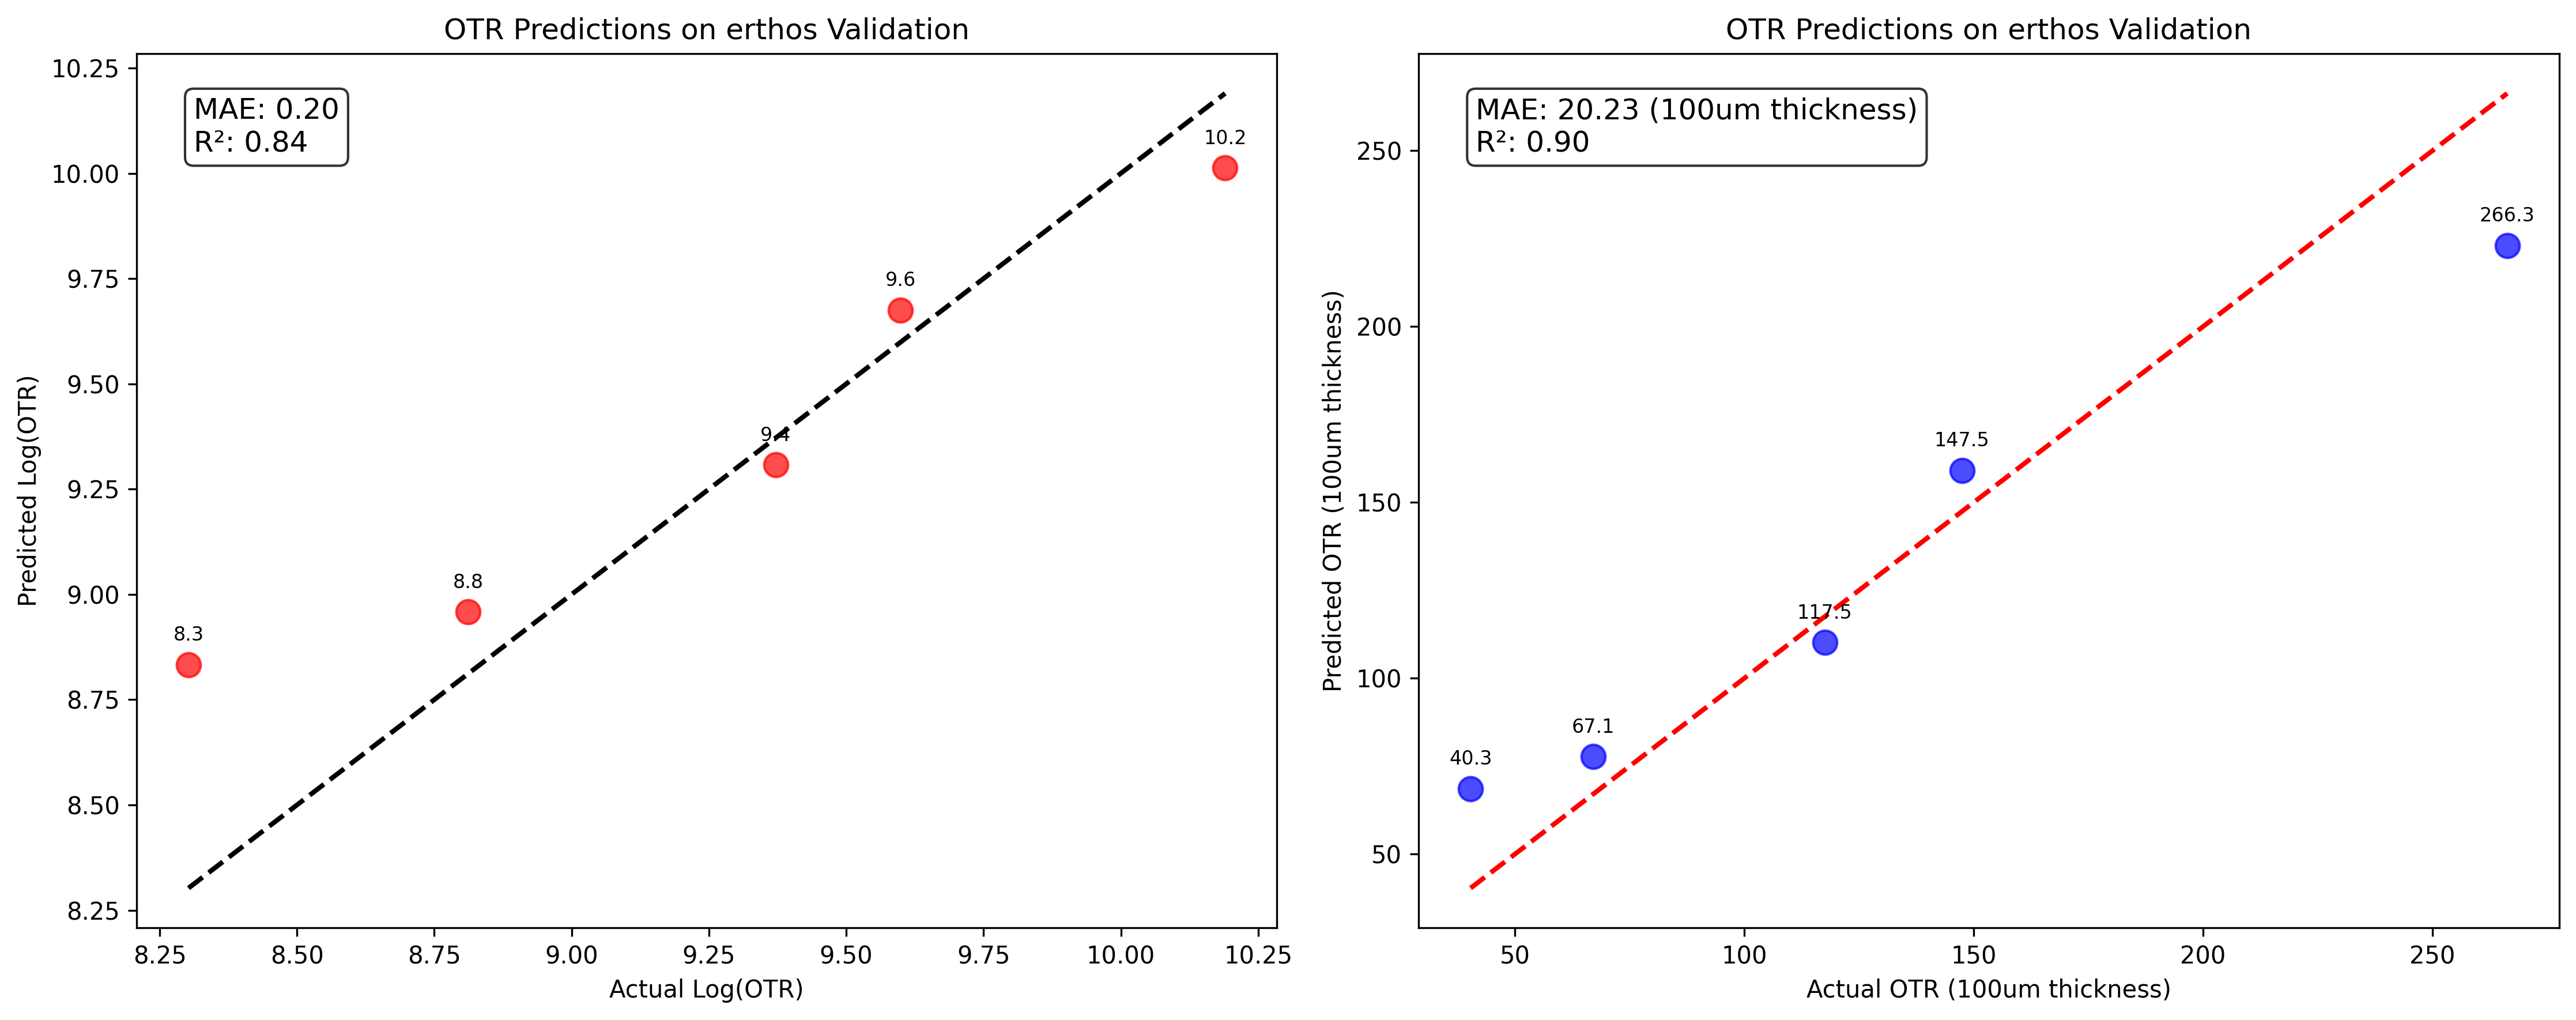 OTR Predictions on erthos Validation
MAE: 0.20
R²: 0.84
Predicted Log(OTR)
10.25
10.00
9.75
9.50
9.25
9.00
8.75
8.50
8.25
10.2
9.6
9.4
8.8
8.3
8.25 8.50 8.75 9.00 9.25 9.50 9.75 10.00 10.25
Actual Log(OTR)
OTR Predictions on erthos Validation
MAE: 20.23 (100um thickness)
R²: 0.90
Predicted OTR (100um thickness)
250
200
150
100
50
266.3
147.5
117.5
67.1
40.3
50 100 150 200 250
Actual OTR (100um thickness)